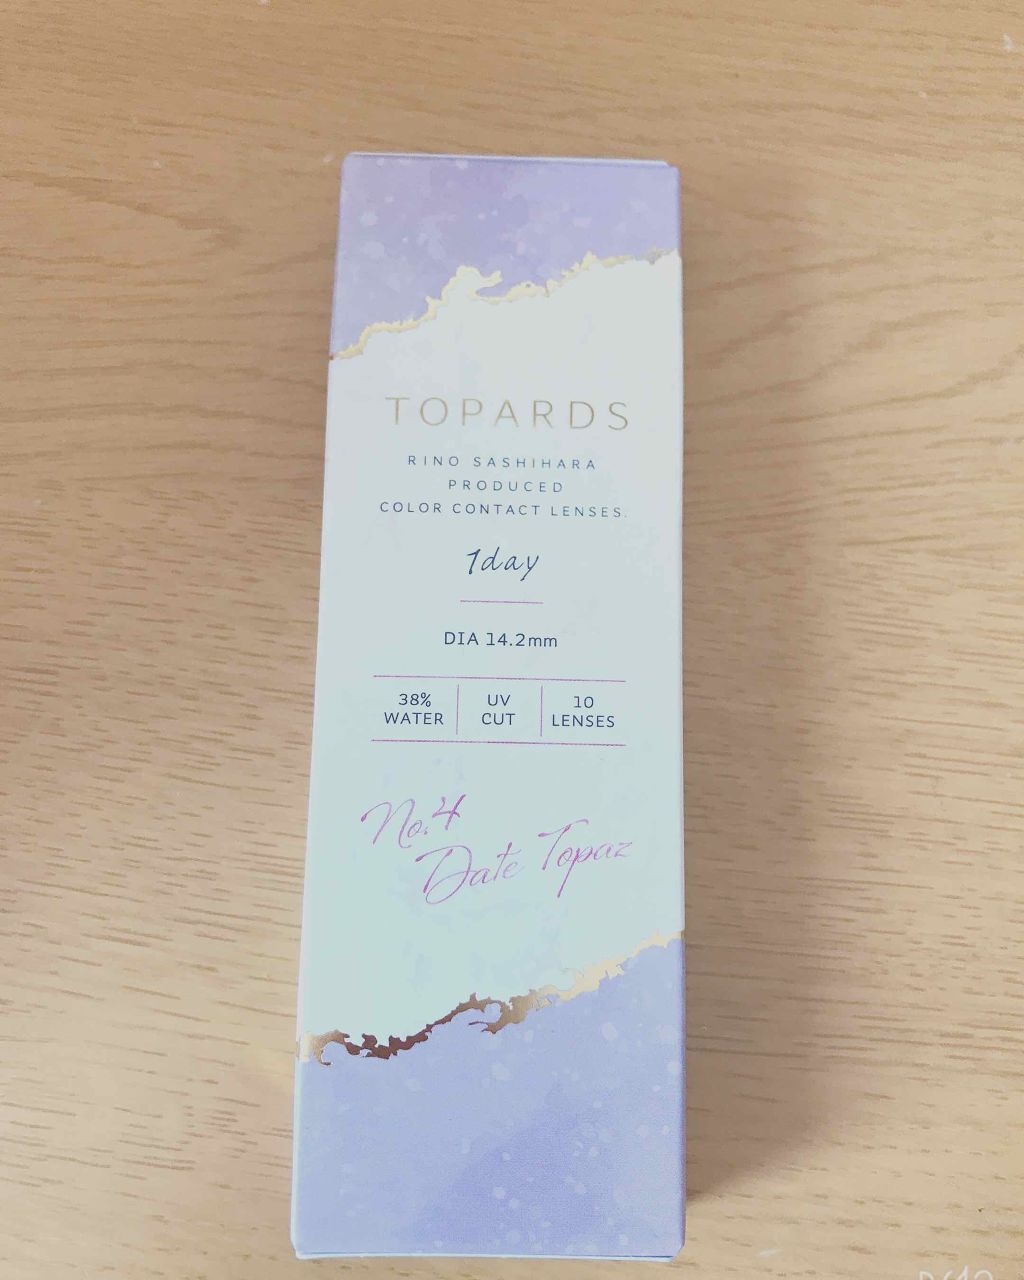 TOPARDS
RINO SASHIHARA
PRODUCED
COLOR CONTACT LENSES.
1day
DIA 14.2mm
38% WATER
UV CUT
10 LENSES
No.4
Date Topaz